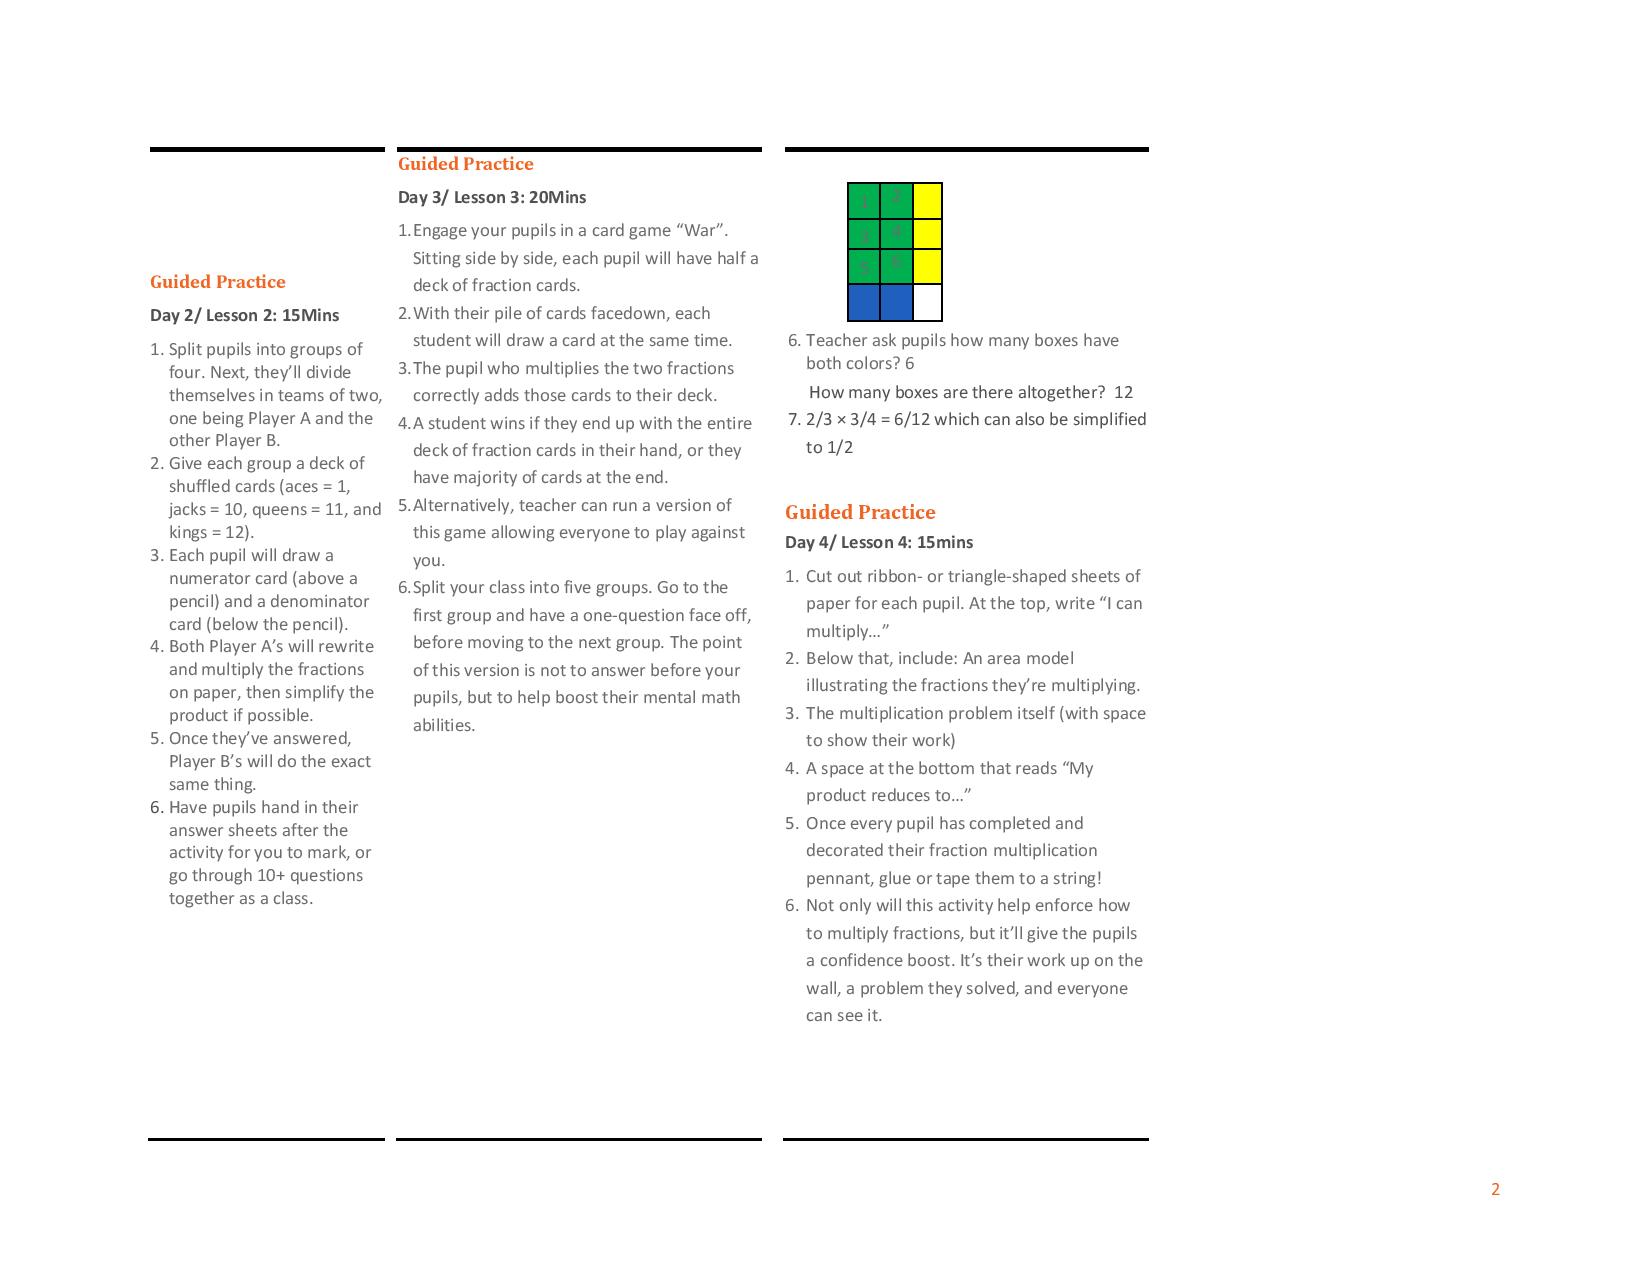 Guided Practice
Day 2/ Lesson 2: 15Mins
1. Split pupils into groups of
four. Next, they’ll divide
themselves in teams of two,
one being Player A and the
other Player B.
2. Give each group a deck of
shuffled cards (aces = 1,
jacks = 10, queens = 11, and
kings = 12).
3. Each pupil will draw a
numerator card (above a
pencil) and a denominator
card (below the pencil).
4. Both Player A’s will rewrite
and multiply the fractions
on paper, then simplify the
product if possible.
5. Once they’ve answered,
Player B’s will do the exact
same thing.
6. Have pupils hand in their
answer sheets after the
activity for you to mark, or
go through 10+ questions
together as a class.
Guided Practice
Day 3/ Lesson 3: 20Mins
1. Engage your pupils in a card game “War”.
Sitting side by side, each pupil will have half a
deck of fraction cards.
2. With their pile of cards facedown, each
student will draw a card at the same time.
3. The pupil who multiplies the two fractions
correctly adds those cards to their deck.
4. A student wins if they end up with the entire
deck of fraction cards in their hand, or they
have majority of cards at the end.
5. Alternatively, teacher can run a version of
this game allowing everyone to play against
you.
6. Split your class into five groups. Go to the
first group and have a one-question face off,
before moving to the next group. The point
of this version is not to answer before your
pupils, but to help boost their mental math
abilities.
1 2
3 4
5 6
6. Teacher ask pupils how many boxes have
both colors? 6
How many boxes are there altogether? 12
7. 2/3 × 3/4 = 6/12 which can also be simplified
to 1/2
Guided Practice
Day 4/ Lesson 4: 15mins
1. Cut out ribbon- or triangle-shaped sheets of
paper for each pupil. At the top, write “I can
multiply…”
2. Below that, include: An area model
illustrating the fractions they’re multiplying.
3. The multiplication problem itself (with space
to show their work)
4. A space at the bottom that reads “My
product reduces to…”
5. Once every pupil has completed and
decorated their fraction multiplication
pennant, glue or tape them to a string!
6. Not only will this activity help enforce how
to multiply fractions, but it’ll give the pupils
a confidence boost. It’s their work up on the
wall, a problem they solved, and everyone
can see it.
2